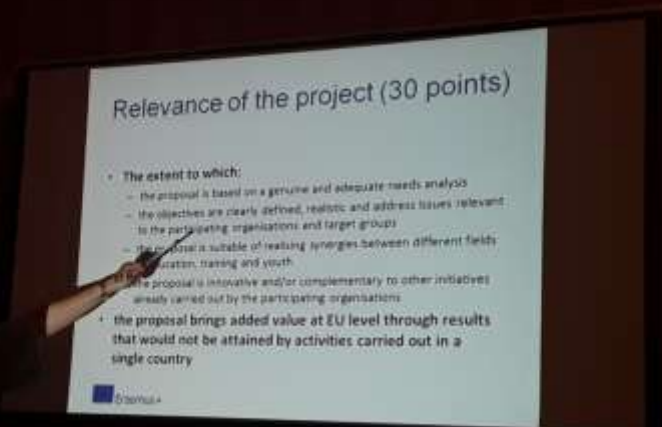 Relevance of the project (30 points)
• The extent to which:
– the proposal is based on a genuine and adequate needs analysis
– the objectives are clearly defined, realistic and address issues relevant
to the participating organisations and target groups
– the proposal is suitable of realising synergies between different fields
education, training and youth
the proposal is innovative and/or complementary to other initiatives
already carried out by the participating organisations
• the proposal brings added value at EU level through results
that would not be attained by activities carried out in a
single country
Erasmus+